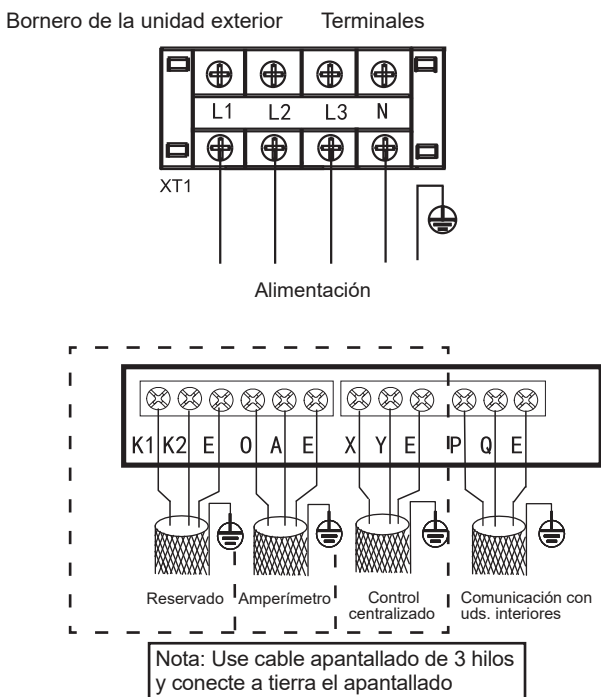 Bornero de la unidad exterior Terminales
L1 L2 L3 N
XT1
Alimentación
K1 K2 E O A E X Y E P Q E
Reservado Amperímetro Control centralizado Comunicación con uds. interiores
Nota: Use cable apantallado de 3 hilos
y conecte a tierra el apantallado